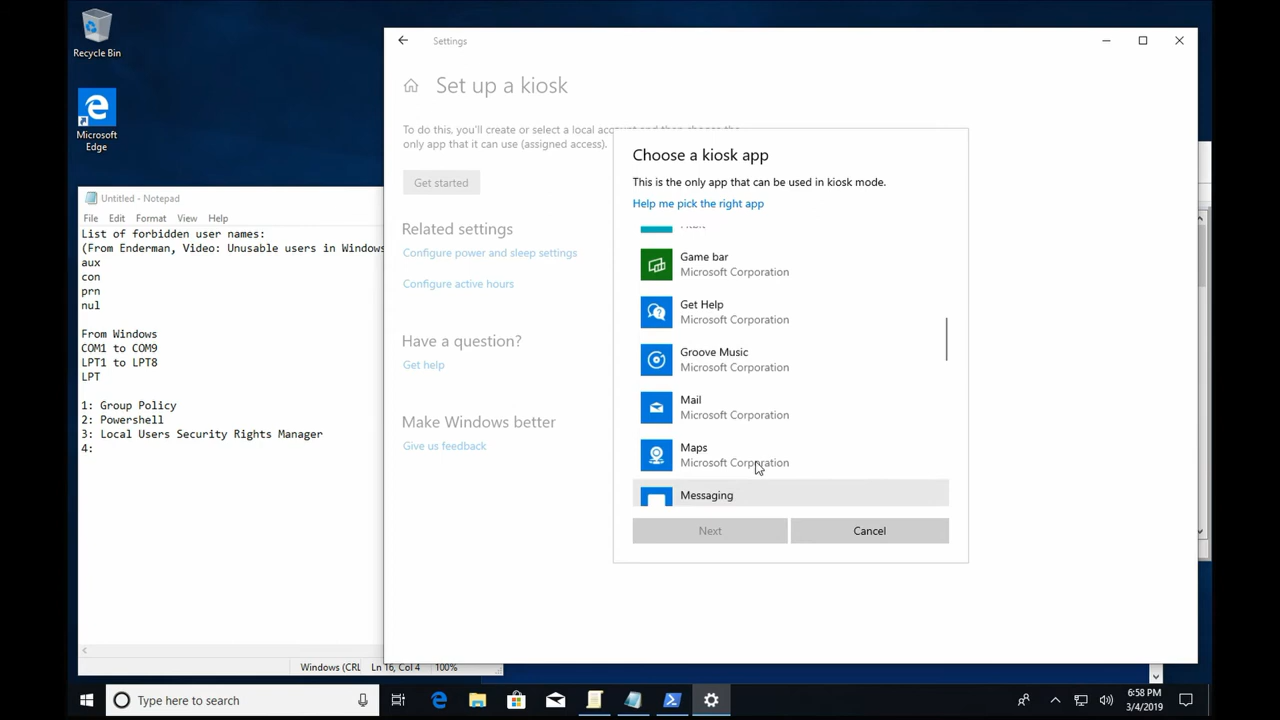 Recycle Bin
Microsoft
Edge
Untitled - Notepad
File Edit Format View Help
List of forbidden user names:
(From Enderman, Video: Unusable users in Windows
aux
con
prn
nul
From Windows
COM1 to COM9
LPT1 to LPT8
LPT
1: Group Policy
2: Powershell
3: Local Users Security Rights Manager
4:
Windows (CRL
Ln 16, Col 4
100%
Settings
Set up a kiosk
To do this, you'll create or select a local
only app that it can use (assigned access).
Get started
Related settings
Configure power and sleep settings
Configure active hours
Have a question?
Get help
Make Windows better
Give us feedback
Choose a kiosk app
This is the only app that can be used in kiosk mode.
Help me pick the right app
Game bar
Microsoft Corporation
Get Help
Microsoft Corporation
Groove Music
Microsoft Corporation
Mail
Microsoft Corporation
Maps
Microsoft Corporation
Messaging
Next
Cancel
Type here to search
6:58 PM
3/4/2019